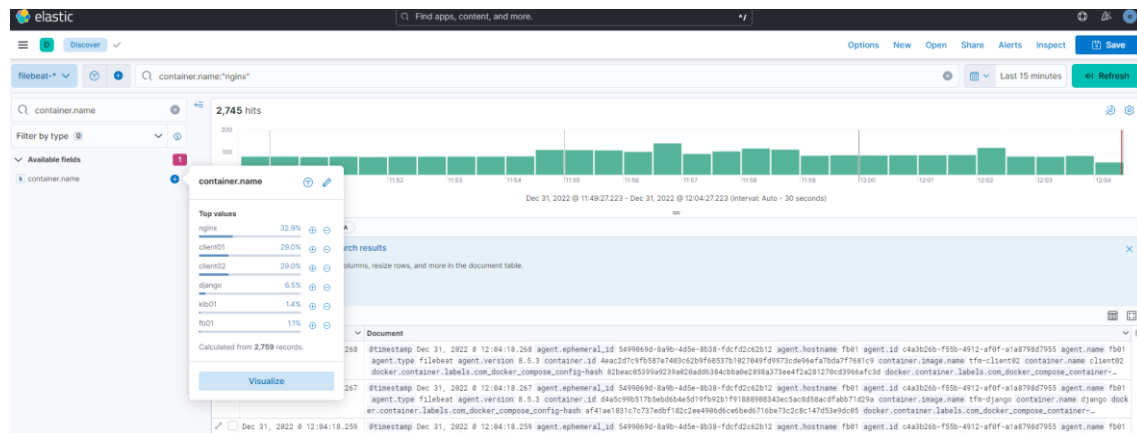 elastic
Find apps, content, and more.
^/
D Discover
Options New Open Share Alerts Inspect Save
filebeat-* container.name:"nginx" Last 15 minutes Refresh
container.name
Filter by type 0
Available fields 1
k container.name
2,745 hits
200
100
11:52 11:53 11:54 11:55 11:56 11:57 11:58 11:59 12:00 12:01 12:02 12:03 12:04
Dec 31, 2022 @ 11:49:27.223 - Dec 31, 2022 @ 12:04:27.223 (interval: Auto - 30 seconds)
container.name
Top values
nginx 32.9%
client01 29.0%
client02 29.0%
django 6.5%
kib01 1.4%
fb01 1.1%
Calculated from 2,759 records.
Visualize
rch results
olumns, resize rows, and more in the document table.
Document
268 @timestamp Dec 31, 2022 @ 12:04:18.268 agent.ephemeral_id 5499069d-8a9b-4d5e-8b38-fdcfd2c62b12 agent.hostname fb01 agent.id c4a3b26b-f55b-4912-af0f-a1a8798d7955 agent.name fb01
agent.type filebeat agent.version 8.5.3 container.id container.image.name tfm-client02 container.name client02
docker.container.labels.com_docker_compose_config-hash docker.container.labels.com_docker_compose_container-…
267 @timestamp Dec 31, 2022 @ 12:04:18.267 agent.ephemeral_id 5499069d-8a9b-4d5e-8b38-fdcfd2c62b12 agent.hostname fb01 agent.id c4a3b26b-f55b-4912-af0f-a1a8798d7955 agent.name fb01
agent.type filebeat agent.version 8.5.3 container.id container.image.name tfm-django container.name django dock
er.container.labels.com_docker_compose_config-hash docker.container.labels.com_docker_compose_container-…
Dec 31, 2022 @ 12:04:18.259 @timestamp Dec 31, 2022 @ 12:04:18.259 agent.ephemeral_id 5499069d-8a9b-4d5e-8b38-fdcfd2c62b12 agent.hostname fb01 agent.id c4a3b26b-f55b-4912-af0f-a1a8798d7955 agent.name fb01